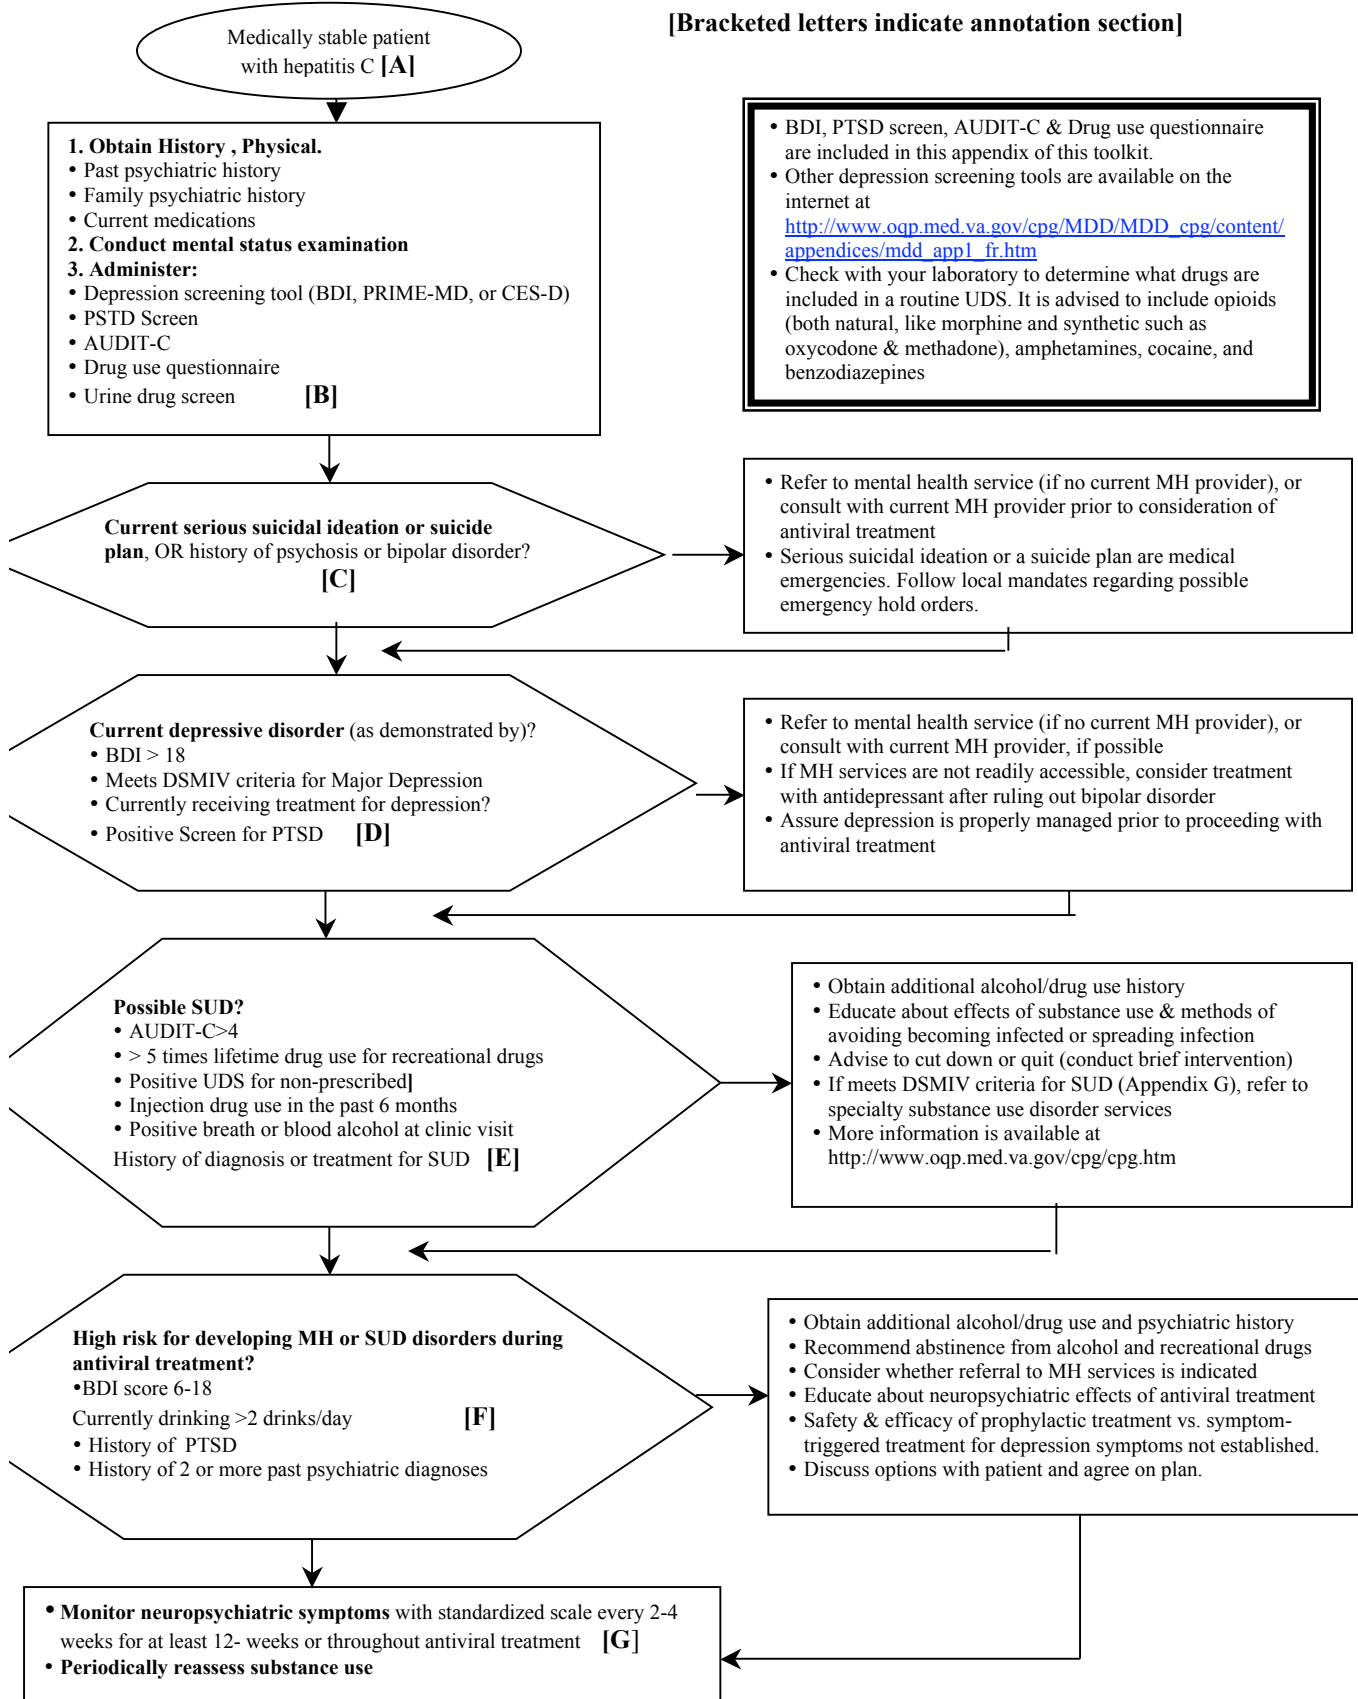 [Bracketed letters indicate annotation section]
Medically stable patient
with hepatitis C [A]
1. Obtain History , Physical.
• Past psychiatric history
• Family psychiatric history
• Current medications
2. Conduct mental status examination
3. Administer:
• Depression screening tool (BDI, PRIME-MD, or CES-D)
• PSTD Screen
• AUDIT-C
• Drug use questionnaire
• Urine drug screen [B]
• BDI, PTSD screen, AUDIT-C & Drug use questionnaire
are included in this appendix of this toolkit.
• Other depression screening tools are available on the
internet at
http://www.oqp.med.va.gov/cpg/MDD/MDD_cpg/content/
appendices/mdd_app1_fr.htm
• Check with your laboratory to determine what drugs are
included in a routine UDS. It is advised to include opioids
(both natural, like morphine and synthetic such as
oxycodone & methadone), amphetamines, cocaine, and
benzodiazepines
Current serious suicidal ideation or suicide
plan, OR history of psychosis or bipolar disorder?
[C]
• Refer to mental health service (if no current MH provider), or
consult with current MH provider prior to consideration of
antiviral treatment
• Serious suicidal ideation or a suicide plan are medical
emergencies. Follow local mandates regarding possible
emergency hold orders.
Current depressive disorder (as demonstrated by)?
• BDI > 18
• Meets DSMIV criteria for Major Depression
• Currently receiving treatment for depression?
• Positive Screen for PTSD [D]
• Refer to mental health service (if no current MH provider), or
consult with current MH provider, if possible
• If MH services are not readily accessible, consider treatment
with antidepressant after ruling out bipolar disorder
• Assure depression is properly managed prior to proceeding with
antiviral treatment
Possible SUD?
• AUDIT-C>4
• > 5 times lifetime drug use for recreational drugs
• Positive UDS for non-prescribed]
• Injection drug use in the past 6 months
• Positive breath or blood alcohol at clinic visit
History of diagnosis or treatment for SUD [E]
• Obtain additional alcohol/drug use history
• Educate about effects of substance use & methods of
avoiding becoming infected or spreading infection
• Advise to cut down or quit (conduct brief intervention)
• If meets DSMIV criteria for SUD (Appendix G), refer to
specialty substance use disorder services
• More information is available at
http://www.oqp.med.va.gov/cpg/cpg.htm
High risk for developing MH or SUD disorders during
antiviral treatment?
•BDI score 6-18
Currently drinking >2 drinks/day [F]
• History of PTSD
• History of 2 or more past psychiatric diagnoses
• Obtain additional alcohol/drug use and psychiatric history
• Recommend abstinence from alcohol and recreational drugs
• Consider whether referral to MH services is indicated
• Educate about neuropsychiatric effects of antiviral treatment
• Safety & efficacy of prophylactic treatment vs. symptom-
triggered treatment for depression symptoms not established.
• Discuss options with patient and agree on plan.
• Monitor neuropsychiatric symptoms with standardized scale every 2-4
weeks for at least 12- weeks or throughout antiviral treatment [G]
• Periodically reassess substance use